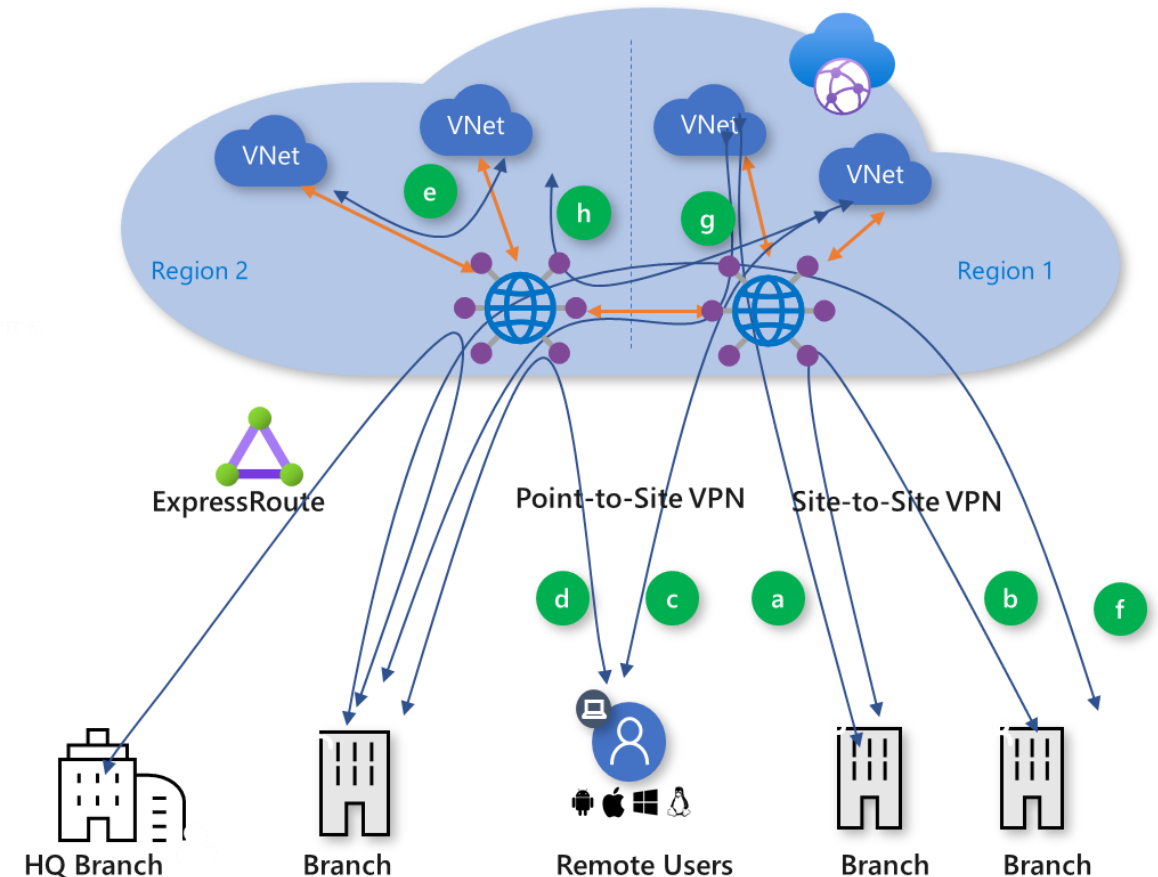 VNet
VNet
VNet
VNet
e
h
g
Region 2
Region 1
ExpressRoute
Point-to-Site VPN
Site-to-Site VPN
d
c
a
b
f
HQ Branch
Branch
Remote Users
Branch
Branch